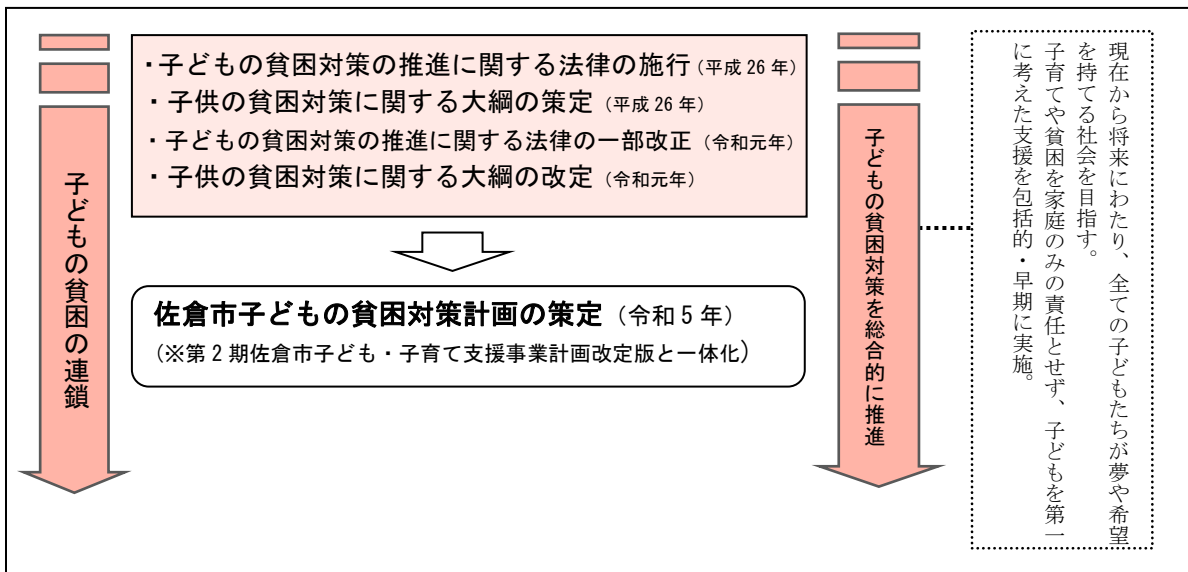 子どもの貧困の連鎖
・子どもの貧困対策の推進に関する法律の施行（平成 26 年）
・子供の貧困対策に関する大綱の策定（平成 26 年）
・子どもの貧困対策の推進に関する法律の一部改正（令和元年）
・子供の貧困対策に関する大綱の改定（令和元年）
佐倉市子どもの貧困対策計画の策定（令和 5 年）
(※第 2 期佐倉市子ども・子育て支援事業計画改定版と一体化)
子どもの貧困対策を総合的に推進
現在から将来にわたり、全ての子どもたちが夢や希望
を持てる社会を目指す。
子育てや貧困を家庭のみの責任とせず、子どもを第一
に考えた支援を包括的・早期に実施。